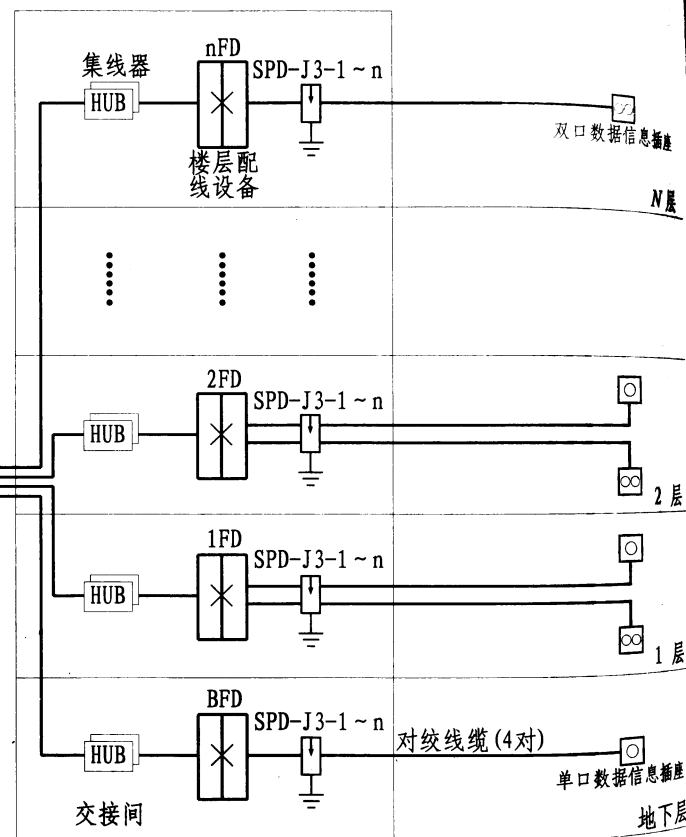 nFD
集线器
SPD-J3-1~n
HUB
双口数据信息插座
楼层配
线设备
N层
2FD
SPD-J3-1~n
HUB
2层
1FD
SPD-J3-1~n
HUB
1层
BFD
SPD-J3-1~n
对绞线缆(4对)
HUB
单口数据信息插座
交接间
地下层